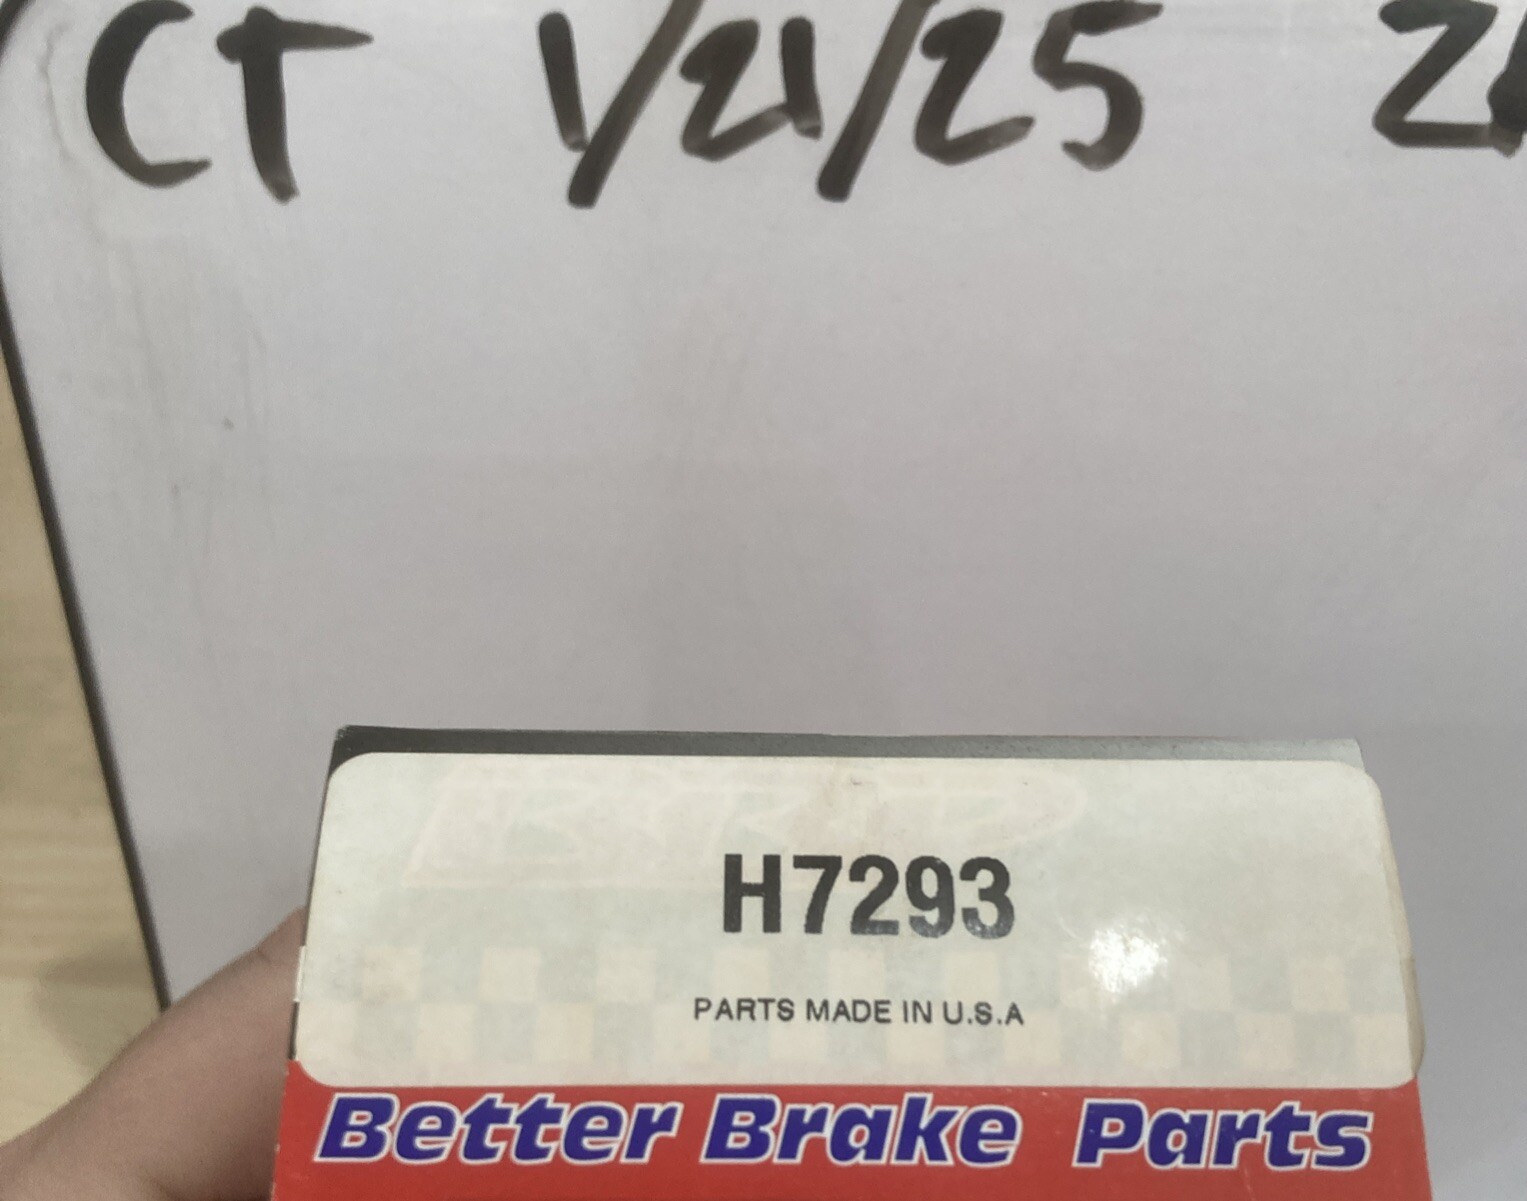 CT 1/21/25
H7293
PARTS MADE IN U.S.A
Better Brake Parts